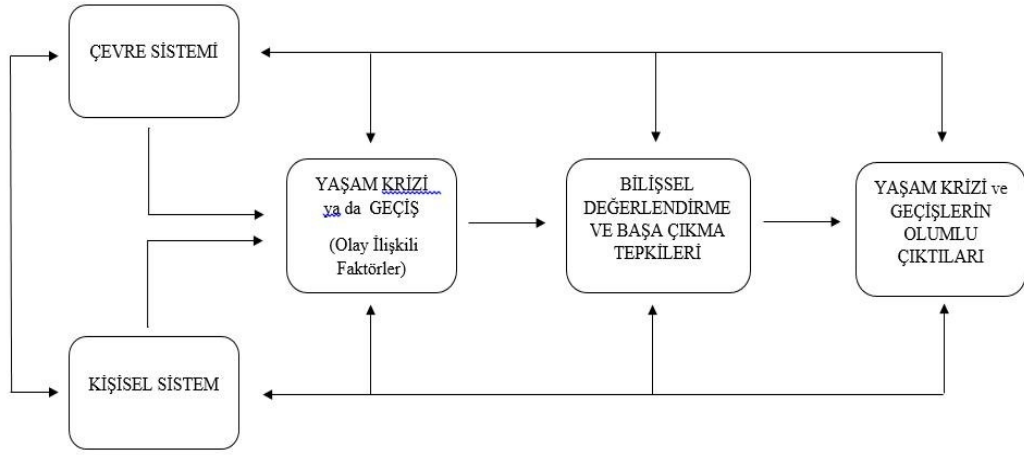 ÇEVRE SİSTEMİ
YAŞAM KRİZİ
ya da GEÇİŞ
(Olay İlişkili
Faktörler)
BİLİŞSEL
DEĞERLENDİRME
VE BAŞA ÇIKMA
TEPKİLERİ
YAŞAM KRİZİ ve
GEÇİŞLERİN
OLUMLU
ÇIKTILARI
KİŞİSEL SİSTEM